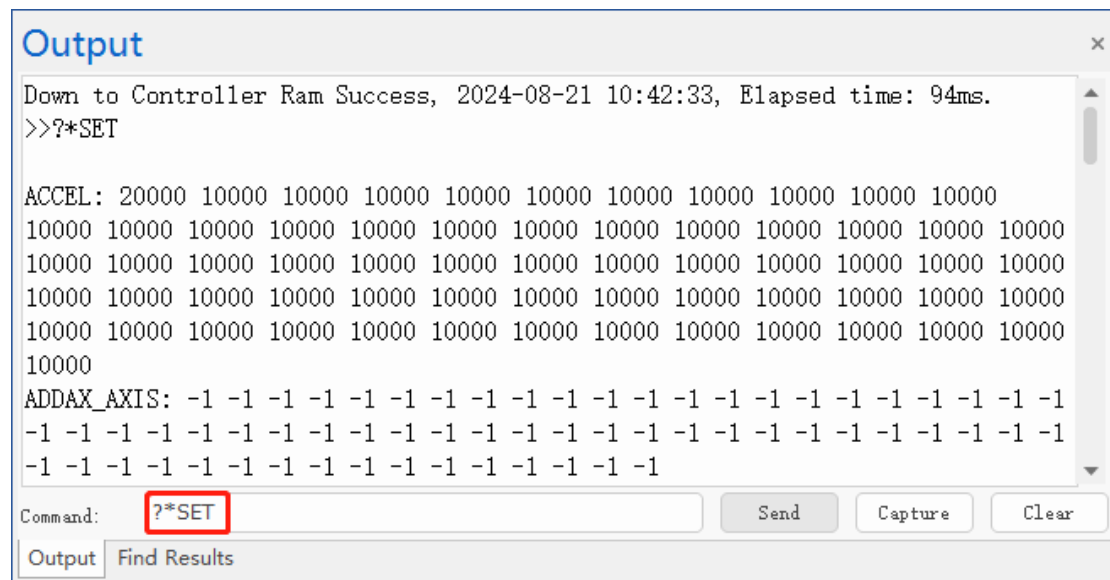 Output
×
Down to Controller Ram Success, 2024-08-21 10:42:33, Elapsed time: 94ms.
>>?*SET
ACCEL: 20000 10000 10000 10000 10000 10000 10000 10000 10000 10000 10000
10000 10000 10000 10000 10000 10000 10000 10000 10000 10000 10000 10000 10000
10000 10000 10000 10000 10000 10000 10000 10000 10000 10000 10000 10000 10000
10000 10000 10000 10000 10000 10000 10000 10000 10000 10000 10000 10000 10000
10000 10000 10000 10000 10000 10000 10000 10000 10000 10000 10000 10000 10000
10000
ADDAX_AXIS: -1 -1 -1 -1 -1 -1 -1 -1 -1 -1 -1 -1 -1 -1 -1 -1 -1 -1 -1 -1 -1 -1
-1 -1 -1 -1 -1 -1 -1 -1 -1 -1 -1 -1 -1 -1 -1 -1 -1 -1 -1 -1 -1 -1 -1 -1 -1 -1
-1 -1 -1 -1 -1 -1 -1 -1 -1 -1 -1 -1 -1 -1 -1 -1
Command: ?*SET Send Capture Clear
Output Find Results